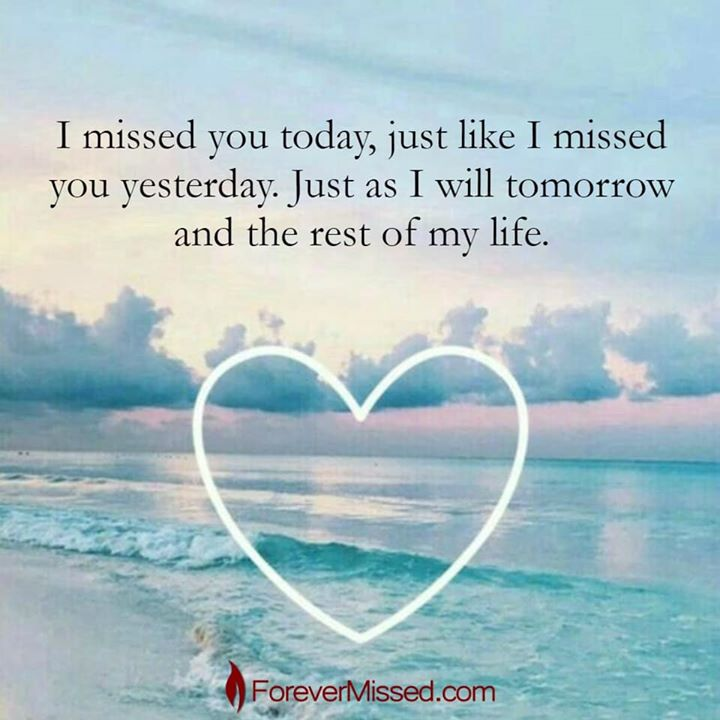 I missed you today, just like I missed
you yesterday. Just as I will tomorrow
and the rest of my life.
ForeverMissed.com